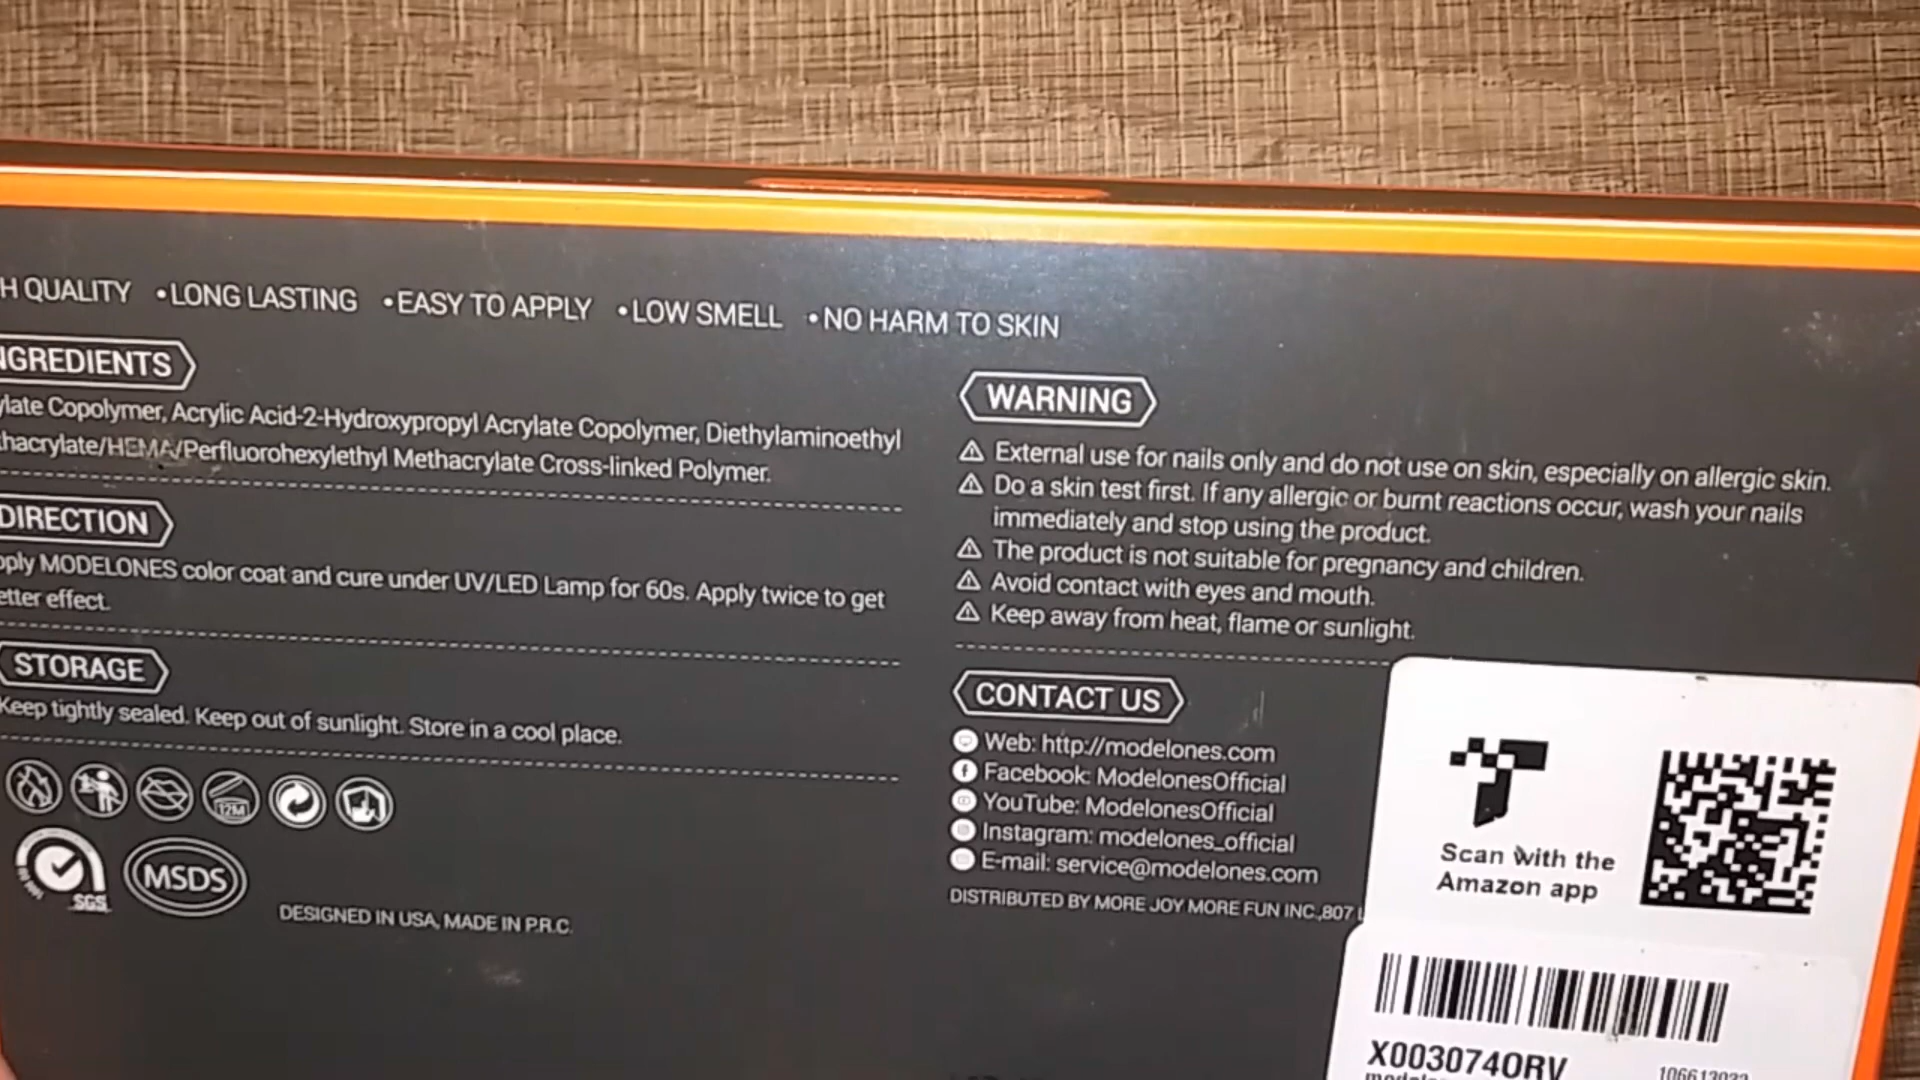 H QUALITY •LONG LASTING •EASY TO APPLY •LOW SMELL •NO HARM TO SKIN
NGREDIENTS
ylate Copolymer, Acrylic Acid-2-Hydroxypropyl Acrylate Copolymer, Diethylaminoethyl
thacrylate/HEMA/Perfluorohexylethyl Methacrylate Cross-linked Polymer.
DIRECTION
pply MODELONES color coat and cure under UV/LED Lamp for 60s. Apply twice to get
etter effect.
STORAGE
Keep tightly sealed. Keep out of sunlight. Store in a cool place.
12M
SGS
MSDS
DESIGNED IN USA, MADE IN P.R.C.
WARNING
External use for nails only and do not use on skin, especially on allergic skin.
Do a skin test first. If any allergic or burnt reactions occur, wash your nails
immediately and stop using the product.
The product is not suitable for pregnancy and children.
Avoid contact with eyes and mouth.
Keep away from heat, flame or sunlight.
CONTACT US
Web: http://modelones.com
Facebook: ModelonesOfficial
YouTube: ModelonesOfficial
Instagram: modelones_official
E-mail: service@modelones.com
DISTRIBUTED BY MORE JOY MORE FUN INC.,807
Scan with the
Amazon app
X003074ORV